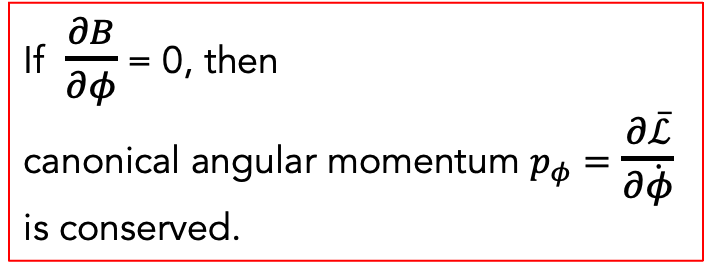 If ∂B/∂ϕ = 0, then
canonical angular momentum p_ϕ = ∂ℒ̄/∂ϕ̇
is conserved.